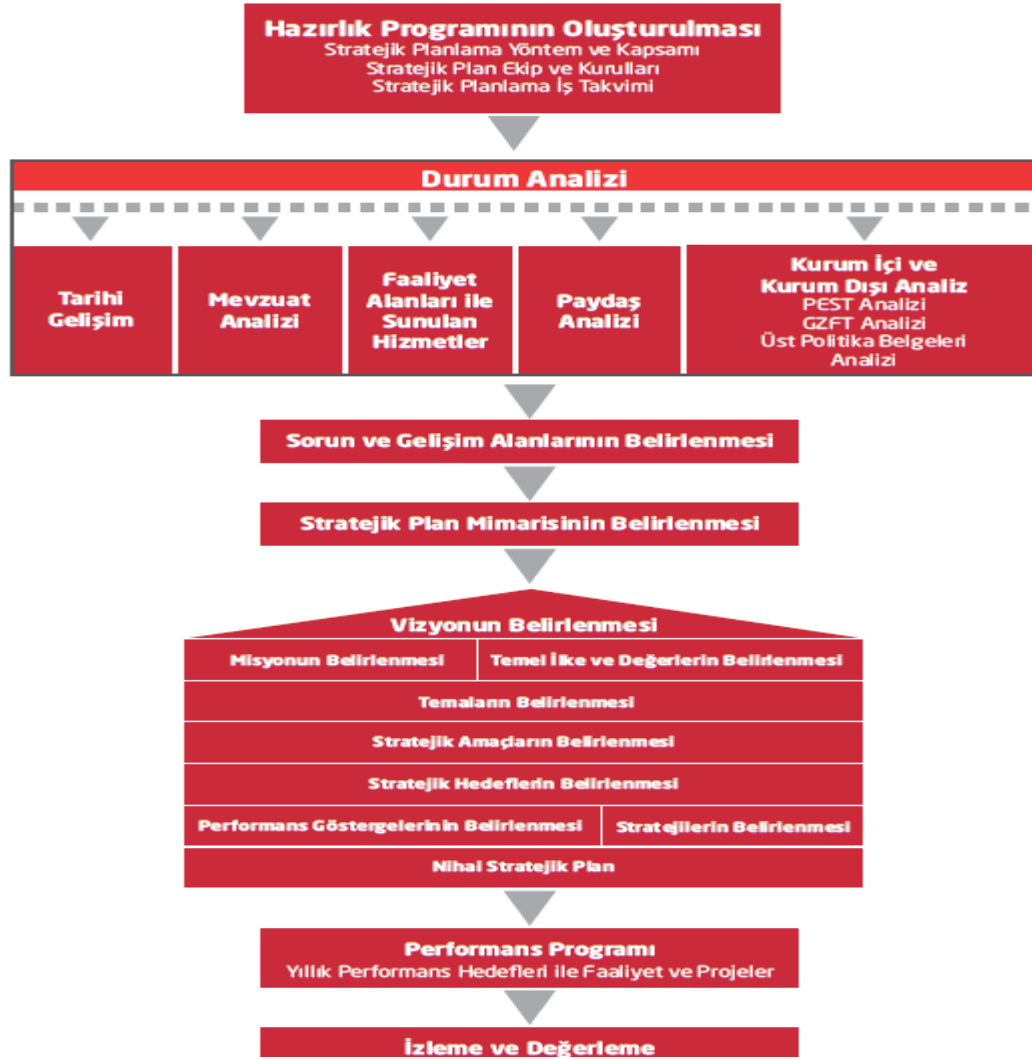 Hazırlık Programının Oluşturulması
Stratejik Planlama Yöntem ve Kapsamı
Stratejik Plan Ekip ve Kurulları
Stratejik Planlama İş Takvimi
Durum Analizi
Tarihi
Gelişim
Mevzuat
Analizi
Faaliyet
Alanları ile
Sunulan
Hizmetler
Paydaş
Analizi
Kurum İçi ve
Kurum Dışı Analiz
PEST Analizi
GZFT Analizi
Üst Politika Belgeleri
Analizi
Sorun ve Gelişim Alanlarının Belirlenmesi
Stratejik Plan Mimarisinin Belirlenmesi
Vizyonun Belirlenmesi
Misyonun Belirlenmesi
Temel İlke ve Değerlerin Belirlenmesi
Temaların Belirlenmesi
Stratejik Amaçların Belirlenmesi
Stratejik Hedeflerin Belirlenmesi
Performans Göstergelerinin Belirlenmesi
Stratejilerin Belirlenmesi
Nihai Stratejik Plan
Performans Programı
Yıllık Performans Hedefleri ile Faaliyet ve Projeler
İzleme ve Değerleme